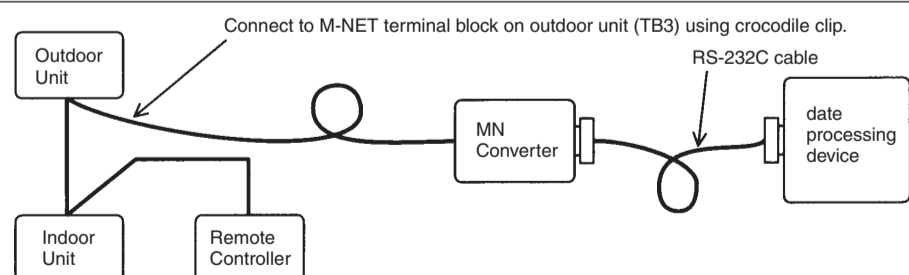 Connect to M-NET terminal block on outdoor unit (TB3) using crocodile clip.
Outdoor
Unit
RS-232C cable
MN
Converter
date
processing
device
Indoor
Unit
Remote
Controller